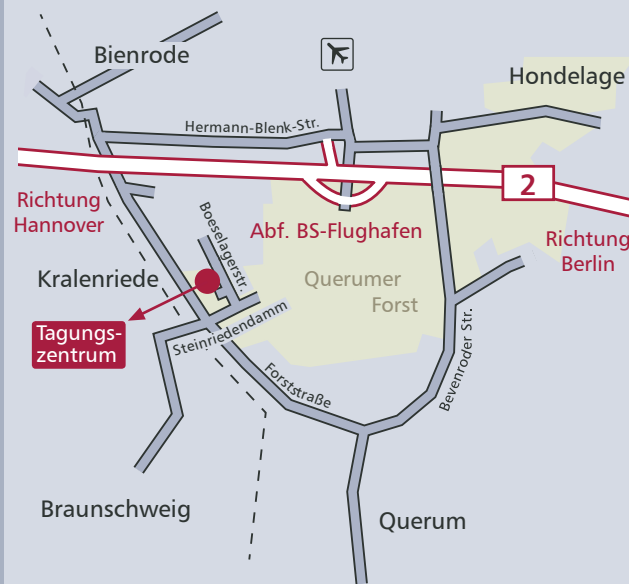 Bienrode
Hondelage
Hermann-Blenk-Str.
2
Richtung
Hannover
Boeselagerstr.
Abf. BS-Flughafen
Richtung
Berlin
Kralenriede
Querumer
Forst
Tagungs-
zentrum
Steinriedendamm
Bevenroder Str.
Forststraße
Braunschweig
Querum